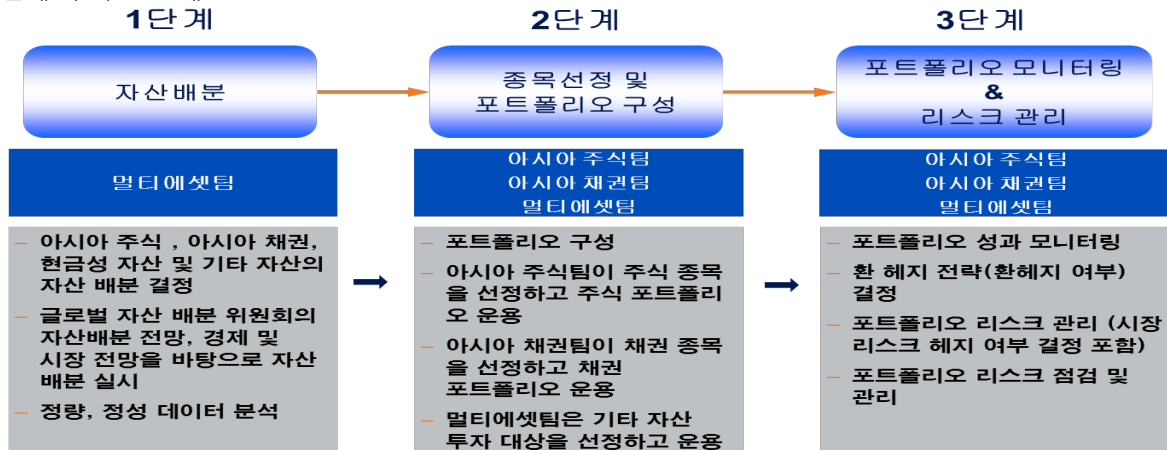 1단계
2단계
3단계
자산배분
종목선정 및
포트폴리오 구성
포트폴리오 모니터링
&
리스크 관리
멀티에셋팀
아시아 주식팀
아시아 채권팀
멀티에셋팀
아시아 주식팀
아시아 채권팀
멀티에셋팀
– 아시아 주식 , 아시아 채권,
현금성 자산 및 기타 자산의
자산 배분 결정
– 글로벌 자산 배분 위원회의
자산배분 전망, 경제 및
시장 전망을 바탕으로 자산
배분 실시
– 정량, 정성 데이터 분석
– 포트폴리오 구성
– 아시아 주식팀이 주식 종목
을 선정하고 주식 포트폴리
오 운용
– 아시아 채권팀이 채권 종목
을 선정하고 채권
포트폴리오 운용
– 멀티에셋팀은 기타 자산
투자 대상을 선정하고 운용
– 포트폴리오 성과 모니터링
– 환 헤지 전략(환헤지 여부)
결정
– 포트폴리오 리스크 관리 (시장
리스크 헤지 여부 결정 포함)
– 포트폴리오 리스크 점검 및
관리